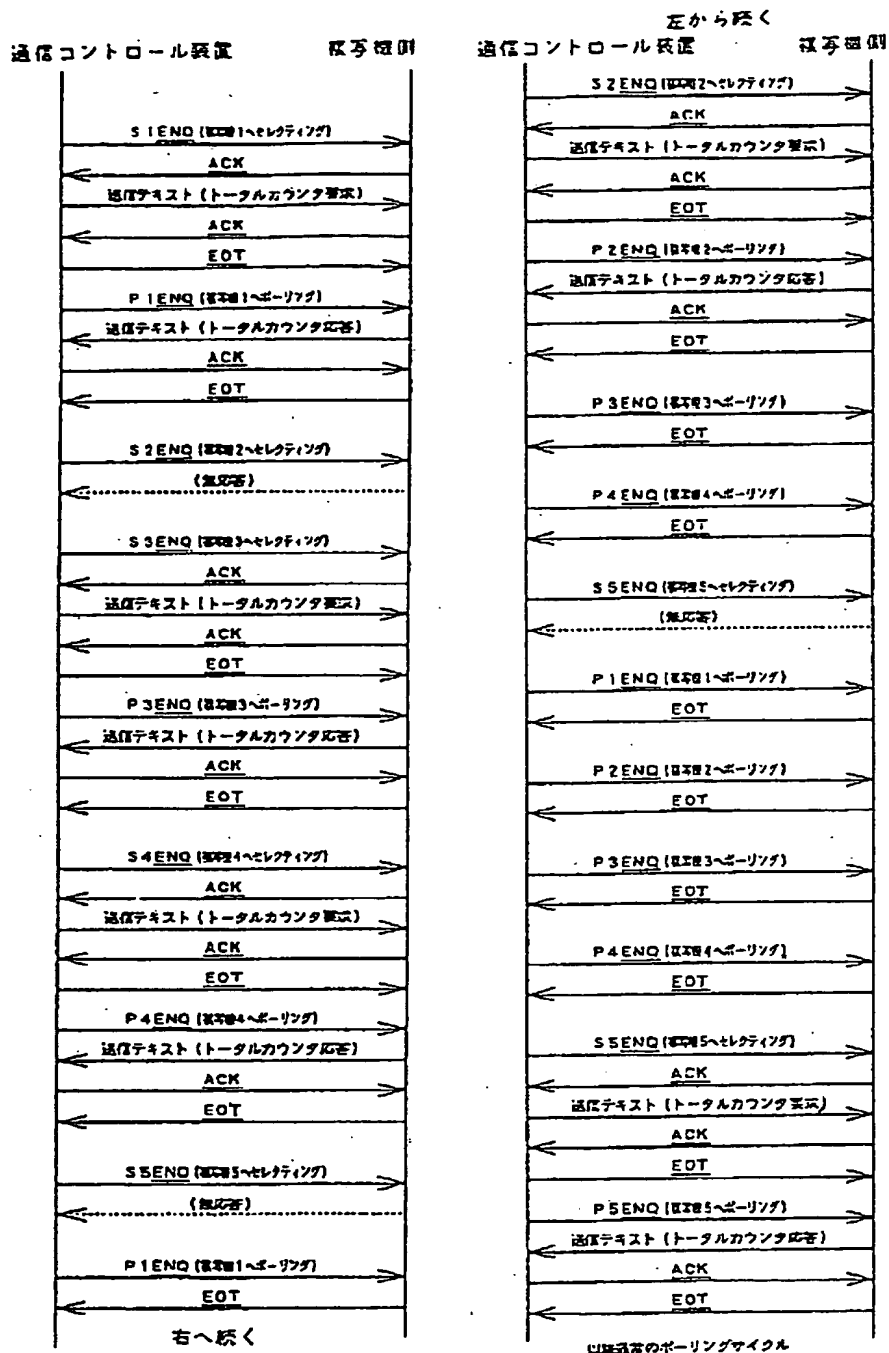 通信コントロール装置 複写機側
S1ENQ (複写機1へセレクティング)
ACK
送信テキスト (トータルカウンタ要求)
ACK
EOT
P1ENQ (複写機1へポーリング)
送信テキスト (トータルカウンタ応答)
ACK
EOT
S2ENQ (複写機2へセレクティング)
(無応答)
S3ENQ (複写機3へセレクティング)
ACK
送信テキスト (トータルカウンタ要求)
ACK
EOT
P3ENQ (複写機3へポーリング)
送信テキスト (トータルカウンタ応答)
ACK
EOT
S4ENQ (複写機4へセレクティング)
ACK
送信テキスト (トータルカウンタ要求)
ACK
EOT
P4ENQ (複写機4へポーリング)
送信テキスト (トータルカウンタ応答)
ACK
EOT
S5ENQ (複写機5へセレクティング)
(無応答)
P1ENQ (複写機1へポーリング)
EOT
右へ続く
左から続く
通信コントロール装置 複写機側
S2ENQ (複写機2へセレクティング)
ACK
送信テキスト (トータルカウンタ要求)
ACK
EOT
P2ENQ (複写機2へポーリング)
送信テキスト (トータルカウンタ応答)
ACK
EOT
P3ENQ (複写機3へポーリング)
EOT
P4ENQ (複写機4へポーリング)
EOT
S5ENQ (複写機5へセレクティング)
(無応答)
P1ENQ (複写機1へポーリング)
EOT
P2ENQ (複写機2へポーリング)
EOT
P3ENQ (複写機3へポーリング)
EOT
P4ENQ (複写機4へポーリング)
EOT
S5ENQ (複写機5へセレクティング)
ACK
送信テキスト (トータルカウンタ要求)
ACK
EOT
P5ENQ (複写機5へポーリング)
送信テキスト (トータルカウンタ応答)
ACK
EOT
以降通常のポーリングサイクル